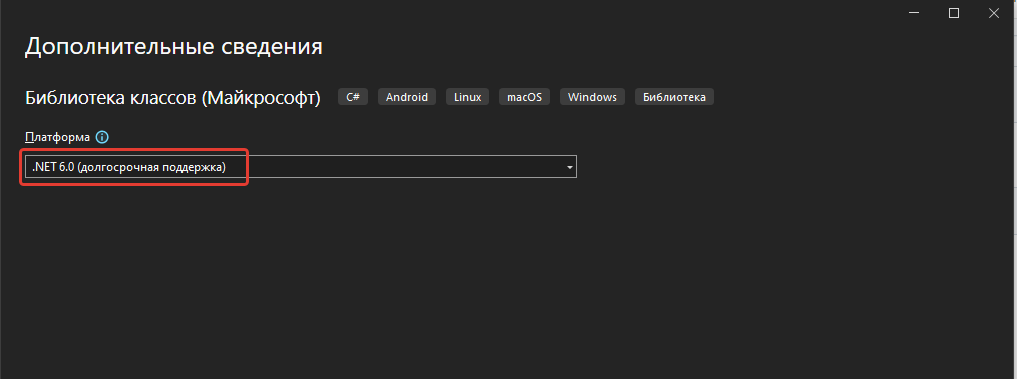 Дополнительные сведения
Библиотека классов (Майкрософт) C# Android Linux macOS Windows Библиотека
Платформа
.NET 6.0 (долгосрочная поддержка)